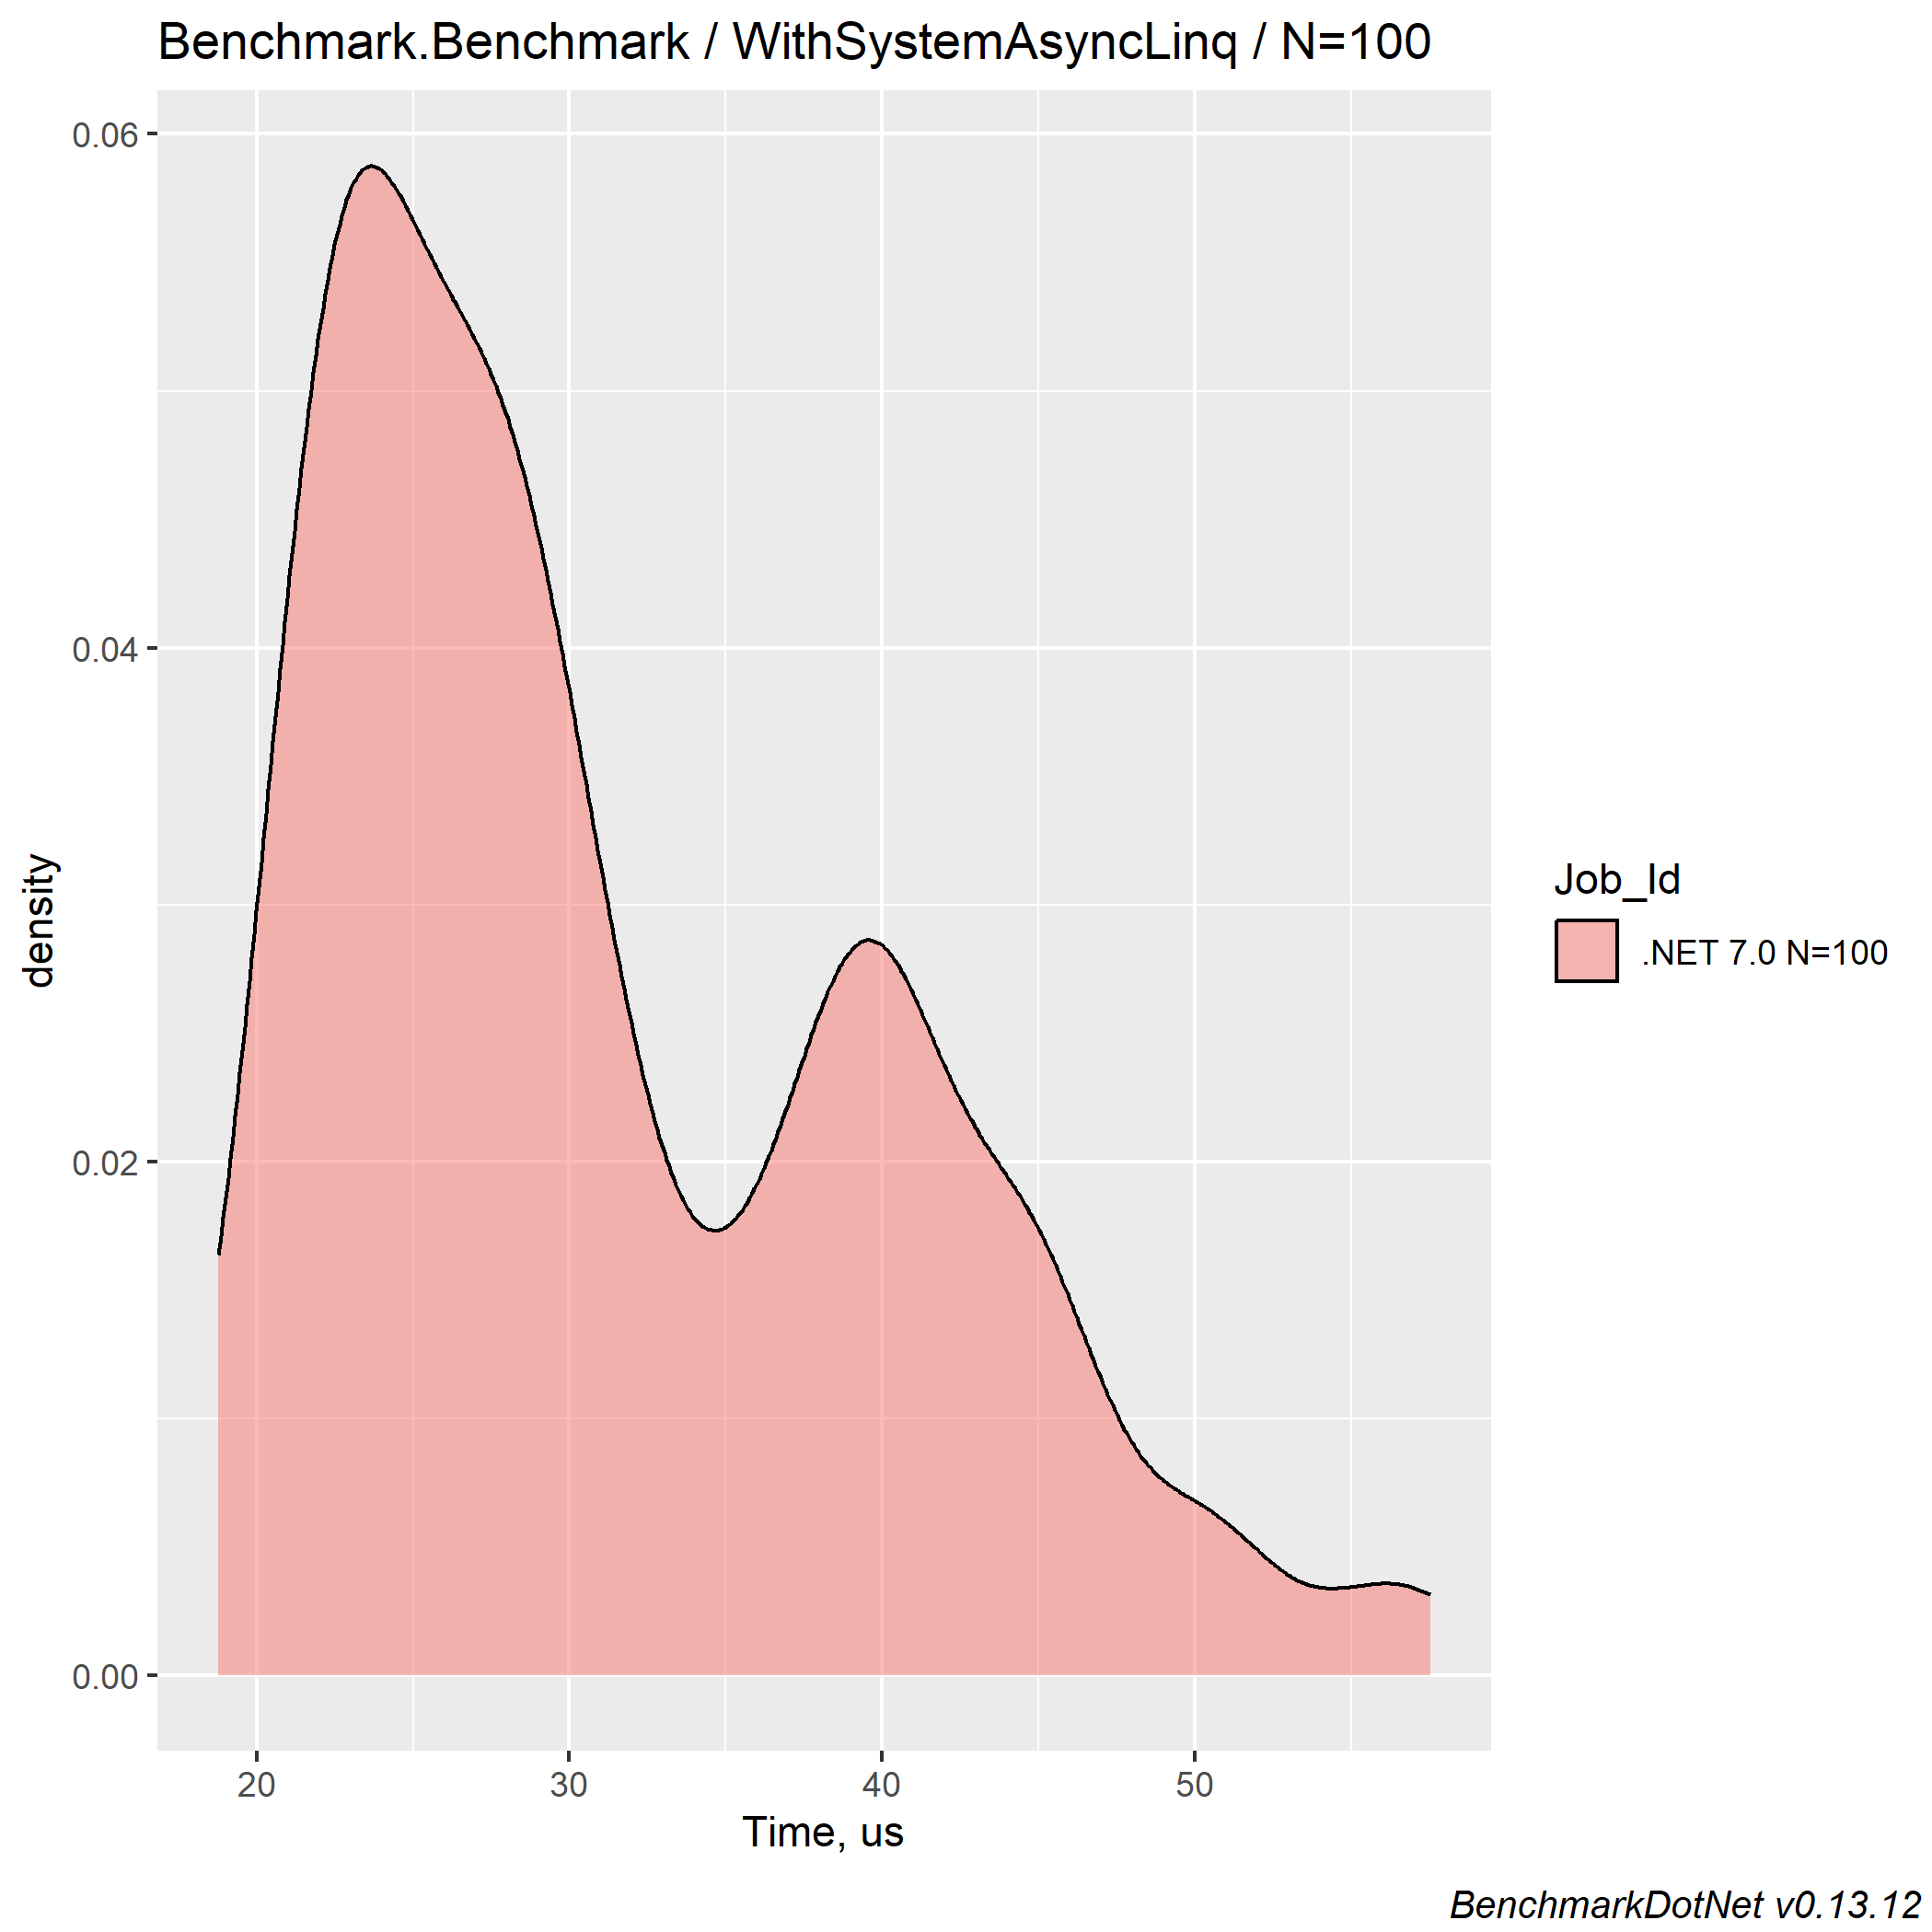 Benchmark.Benchmark / WithSystemAsyncLinq / N=100
0.06
0.04
0.02
0.00
density
20 30 40 50
Time, us
Job_Id
.NET 7.0 N=100
BenchmarkDotNet v0.13.12